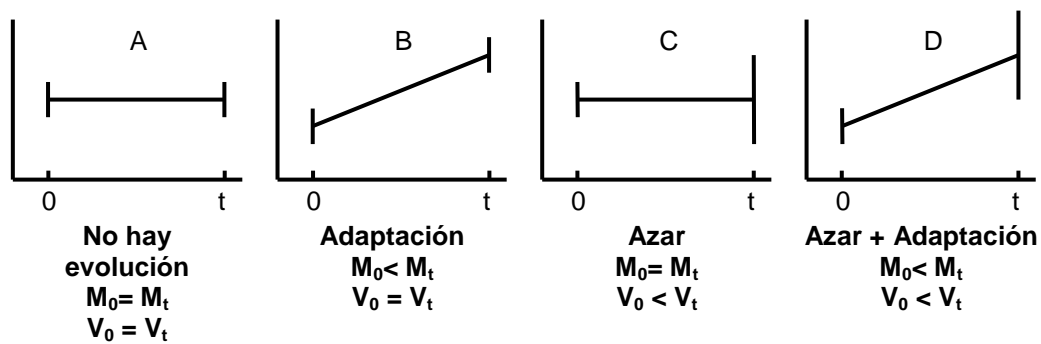 A
B
C
D
0 t
0 t
0 t
0 t
No hay
evolución
M₀= Mₜ
V₀ = Vₜ
Adaptación
M₀< Mₜ
V₀ = Vₜ
Azar
M₀= Mₜ
V₀ < Vₜ
Azar + Adaptación
M₀< Mₜ
V₀ < Vₜ